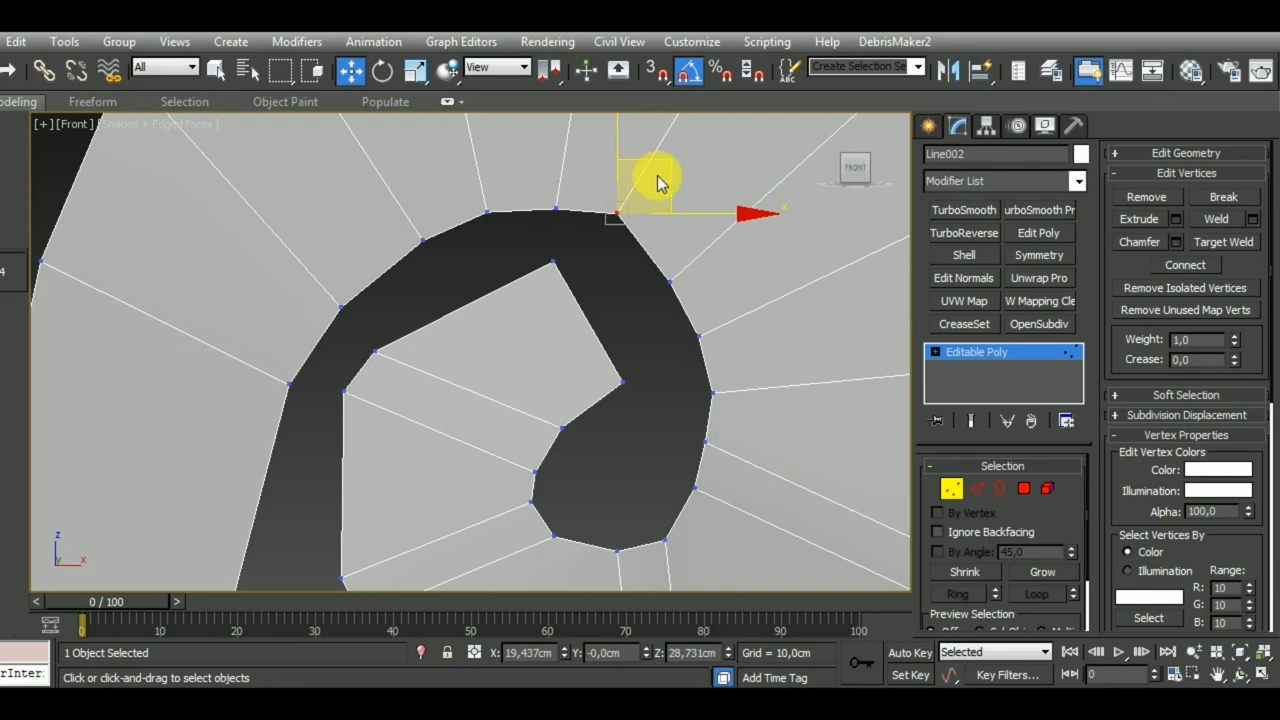 Edit Tools Group Views Create Modifiers Animation Graph Editors Rendering Civil View Customize Scripting Help DebrisMaker2
All View 3 Create Selection Se
odeling Freeform Selection Object Paint Populate
[+] [Front] [Shaded + Edged Faces]
FRONT
x
z
y x
4
Line002
Modifier List
TurboSmooth urboSmooth Pr
TurboReverse Edit Poly
Shell Symmetry
Edit Normals Unwrap Pro
UVW Map W Mapping Cle
CreaseSet OpenSubdiv
+ Editable Poly
- Selection
By Vertex
Ignore Backfacing
By Angle: 45,0
Shrink Grow
Ring Loop
Preview Selection
+ Edit Geometry
- Edit Vertices
Remove Break
Extrude Weld
Chamfer Target Weld
Connect
Remove Isolated Vertices
Remove Unused Map Verts
Weight: 1,0
Crease: 0,0
+ Soft Selection
+ Subdivision Displacement
- Vertex Properties
Edit Vertex Colors
Color:
Illumination:
Alpha: 100,0
Select Vertices By
Color
Illumination Range:
R: 10
G: 10
Select B: 10
< 0 / 100 >
0 10 20 30 40 50 60 70 80 90 100
1 Object Selected X: 19,437cm Y: -0,0cm Z: 28,731cm Grid = 10,0cm Auto Key Selected
rInter: Click or click-and-drag to select objects Add Time Tag Set Key Key Filters... 0